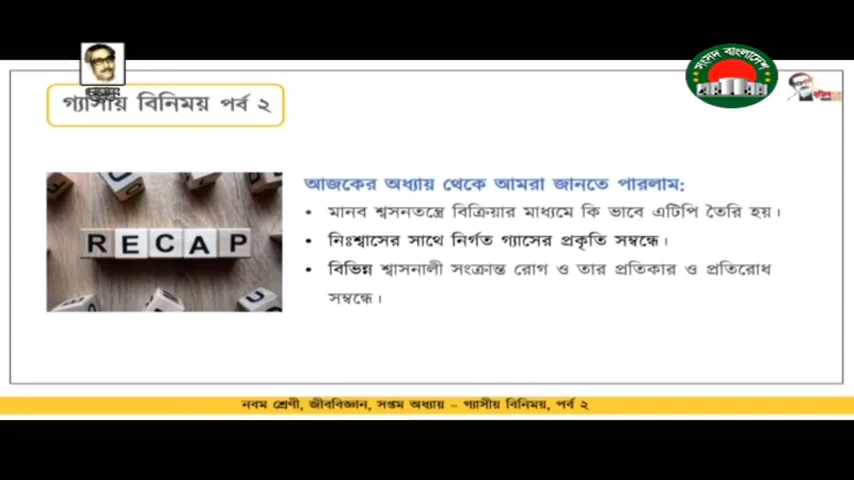 সংসদ বাংলাদেশ
গ্যাসীয় বিনিময় পর্ব ২
RECAP
আজকের অধ্যায় থেকে আমরা জানতে পারলাম:
• মানব শ্বসনতন্ত্রে বিক্রিয়ার মাধ্যমে কি ভাবে এটিপি তৈরি হয়।
• নিঃশ্বাসের সাথে নির্গত গ্যাসের প্রকৃতি সম্বন্ধে।
• বিভিন্ন শ্বাসনালী সংক্রান্ত রোগ ও তার প্রতিকার ও প্রতিরোধ
সম্বন্ধে।
নবম শ্রেণী, জীববিজ্ঞান, সপ্তম অধ্যায় – গ্যাসীয় বিনিময়, পর্ব ২